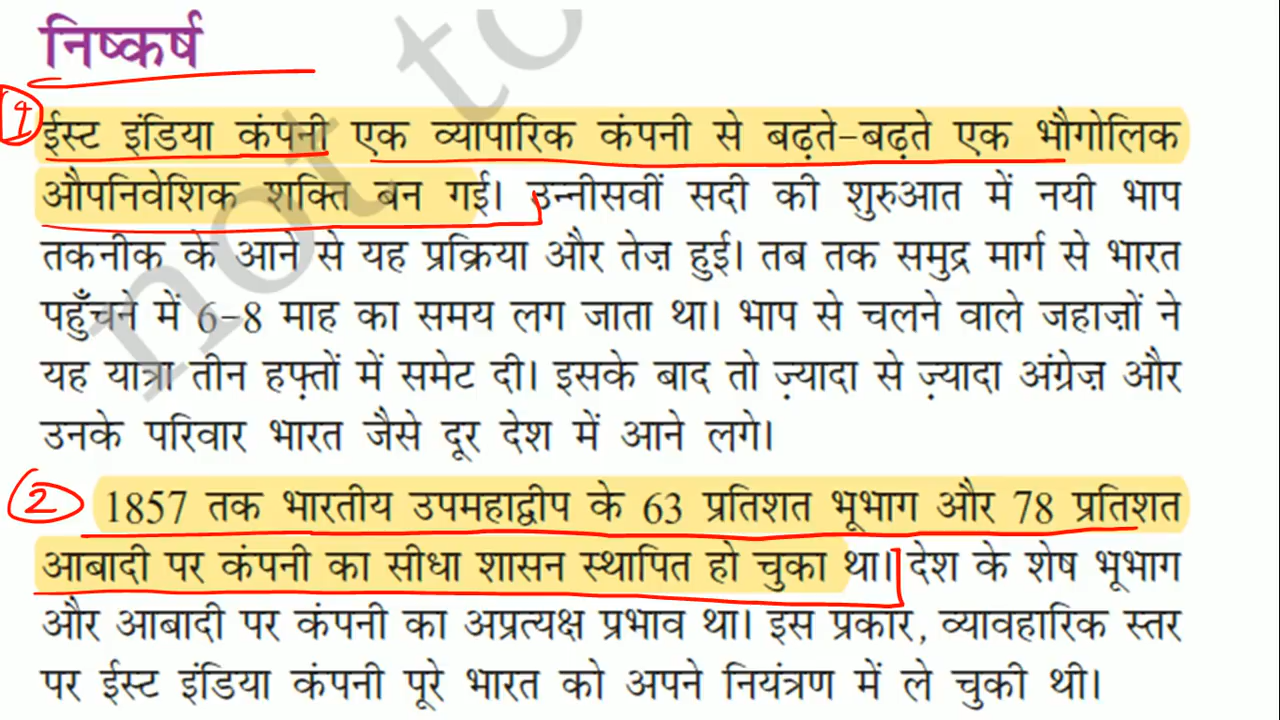 निष्कर्ष
1
ईस्ट इंडिया कंपनी एक व्यापारिक कंपनी से बढ़ते-बढ़ते एक भौगोलिक
औपनिवेशिक शक्ति बन गई। उन्नीसवीं सदी की शुरुआत में नयी भाप
तकनीक के आने से यह प्रक्रिया और तेज़ हुई। तब तक समुद्र मार्ग से भारत
पहुँचने में 6-8 माह का समय लग जाता था। भाप से चलने वाले जहाज़ों ने
यह यात्रा तीन हफ़्तों में समेट दी। इसके बाद तो ज़्यादा से ज़्यादा अंग्रेज़ और
उनके परिवार भारत जैसे दूर देश में आने लगे।
2
1857 तक भारतीय उपमहाद्वीप के 63 प्रतिशत भूभाग और 78 प्रतिशत
आबादी पर कंपनी का सीधा शासन स्थापित हो चुका था। देश के शेष भूभाग
और आबादी पर कंपनी का अप्रत्यक्ष प्रभाव था। इस प्रकार, व्यावहारिक स्तर
पर ईस्ट इंडिया कंपनी पूरे भारत को अपने नियंत्रण में ले चुकी थी।
not to